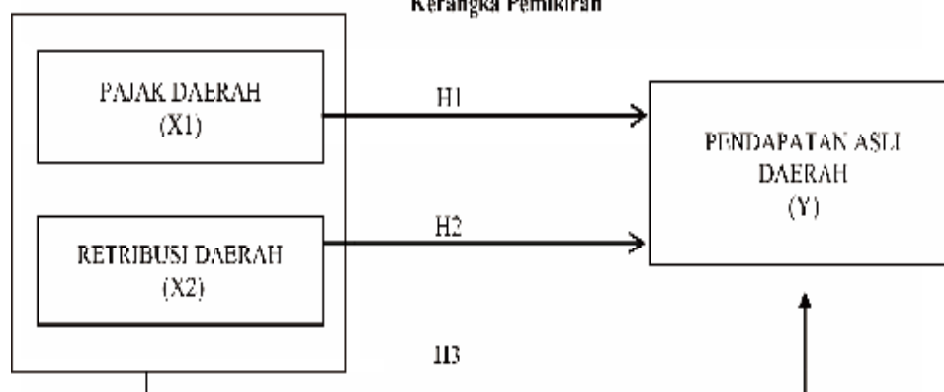 Kerangka Pemikiran
PAJAK DAERAH
(X1)
H1
PENDAPATAN ASLI
DAERAH
(Y)
RETRIBUSI DAERAH
(X2)
H2
H3